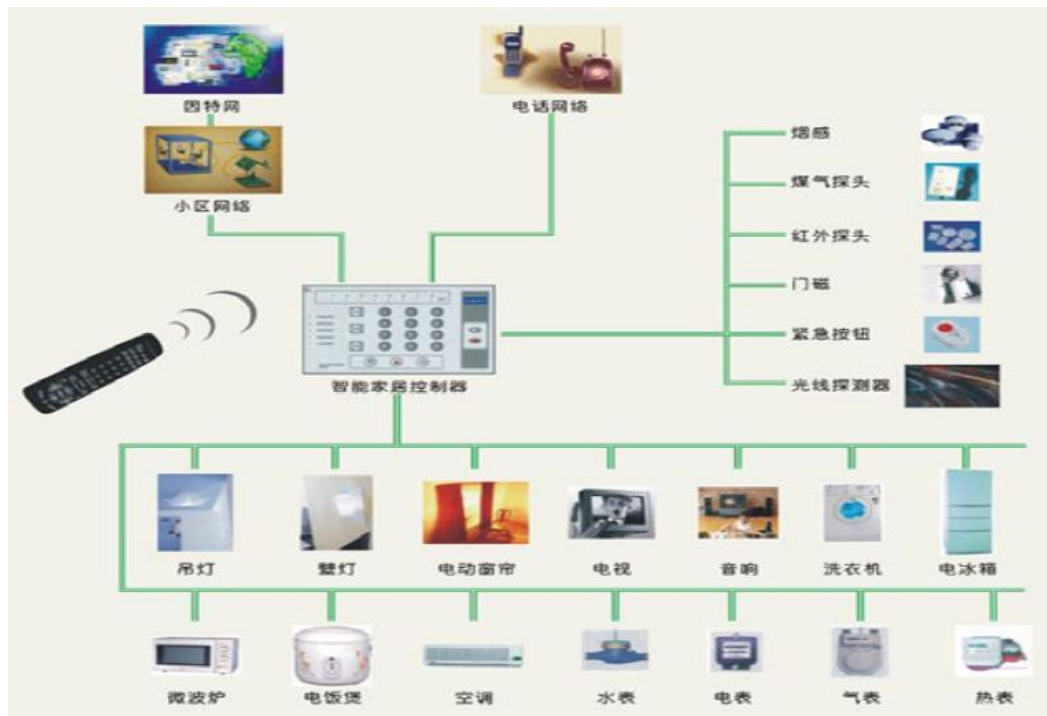 因特网
电话网络
小区网络
烟感
煤气探头
红外探头
门磁
紧急按钮
光线探测器
智能家居控制器
吊灯
壁灯
电动窗帘
电视
音响
洗衣机
电冰箱
微波炉
电饭煲
空调
水表
电表
气表
热表